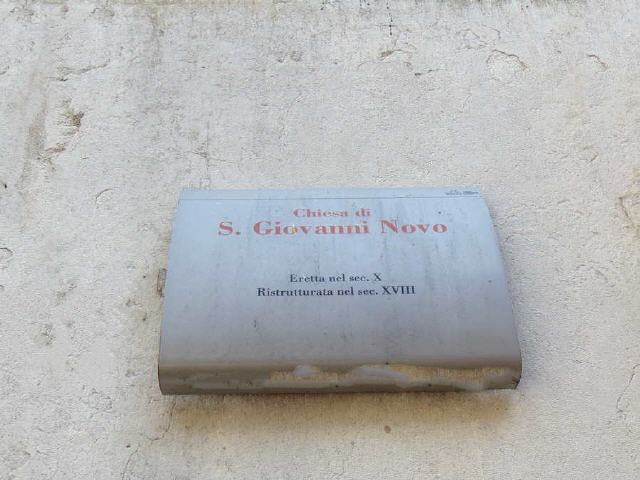 Chiesa di
S. Giovanni Novo
Eretta nel sec. X
Ristrutturata nel sec. XVIII